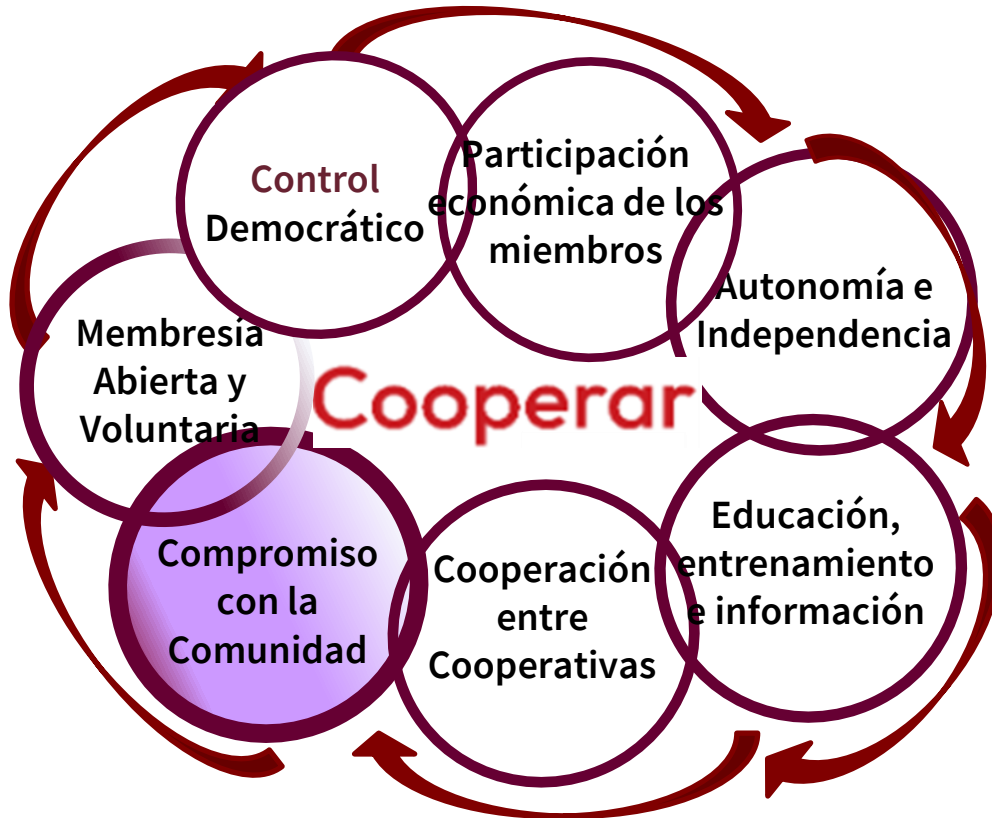 Control
Democrático
Participación
económica de los
miembros
Autonomía e
Independencia
Membresía
Abierta y
Voluntaria
Cooperar
Educación,
entrenamiento
e información
Compromiso
con la
Comunidad
Cooperación
entre
Cooperativas